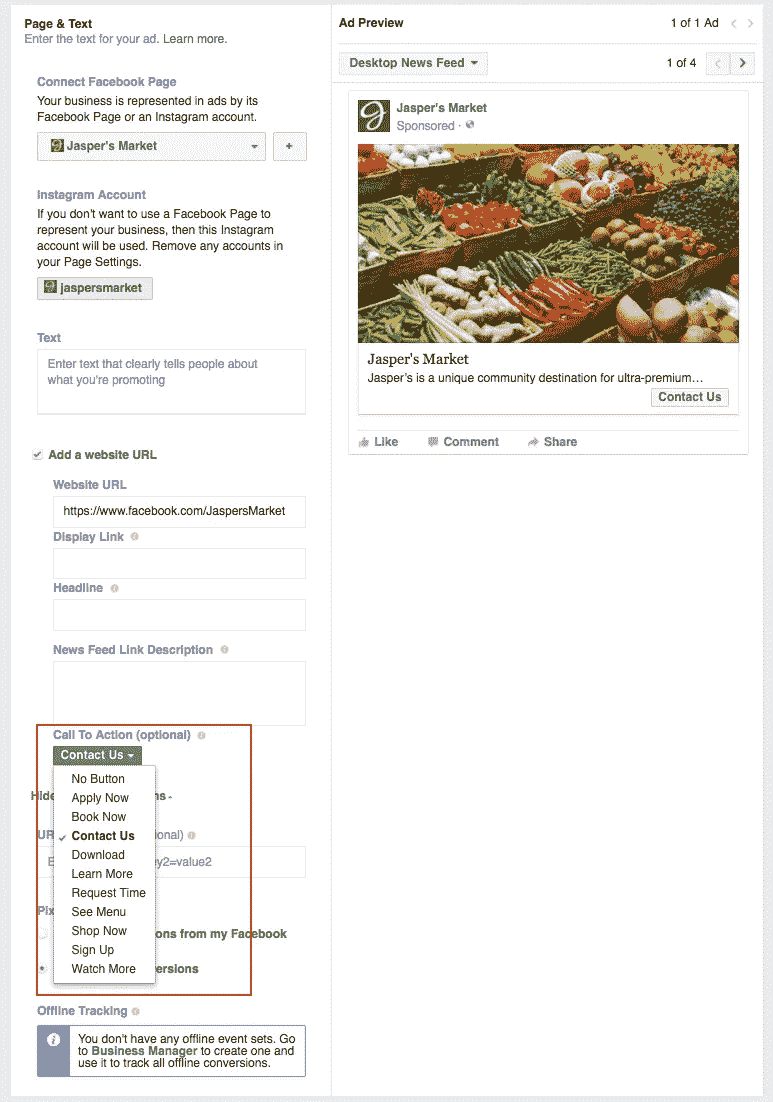 Page & Text
Enter the text for your ad. Learn more.
Connect Facebook Page
Your business is represented in ads by its
Facebook Page or an Instagram account.
Jasper's Market
+
Instagram Account
If you don't want to use a Facebook Page to
represent your business, then this Instagram
account will be used. Remove any accounts in
your Page Settings.
jaspersmarket
Text
Enter text that clearly tells people about
what you're promoting
Add a website URL
Website URL
https://www.facebook.com/JaspersMarket
Display Link
Headline
News Feed Link Description
Call To Action (optional)
Contact Us
No Button
Apply Now
Book Now
Contact Us
Download
Learn More
Request Time
See Menu
Shop Now
Sign Up
Watch More
Hide
ns
UR
ional)
E
ey2=value2
Pix
ons from my Facebook
ersions
Offline Tracking
You don't have any offline event sets. Go
to Business Manager to create one and
use it to track all offline conversions.
Ad Preview
1 of 1 Ad
Desktop News Feed
1 of 4
Jasper's Market
Sponsored ·
Jasper's Market
Jasper's is a unique community destination for ultra-premium…
Contact Us
Like
Comment
Share